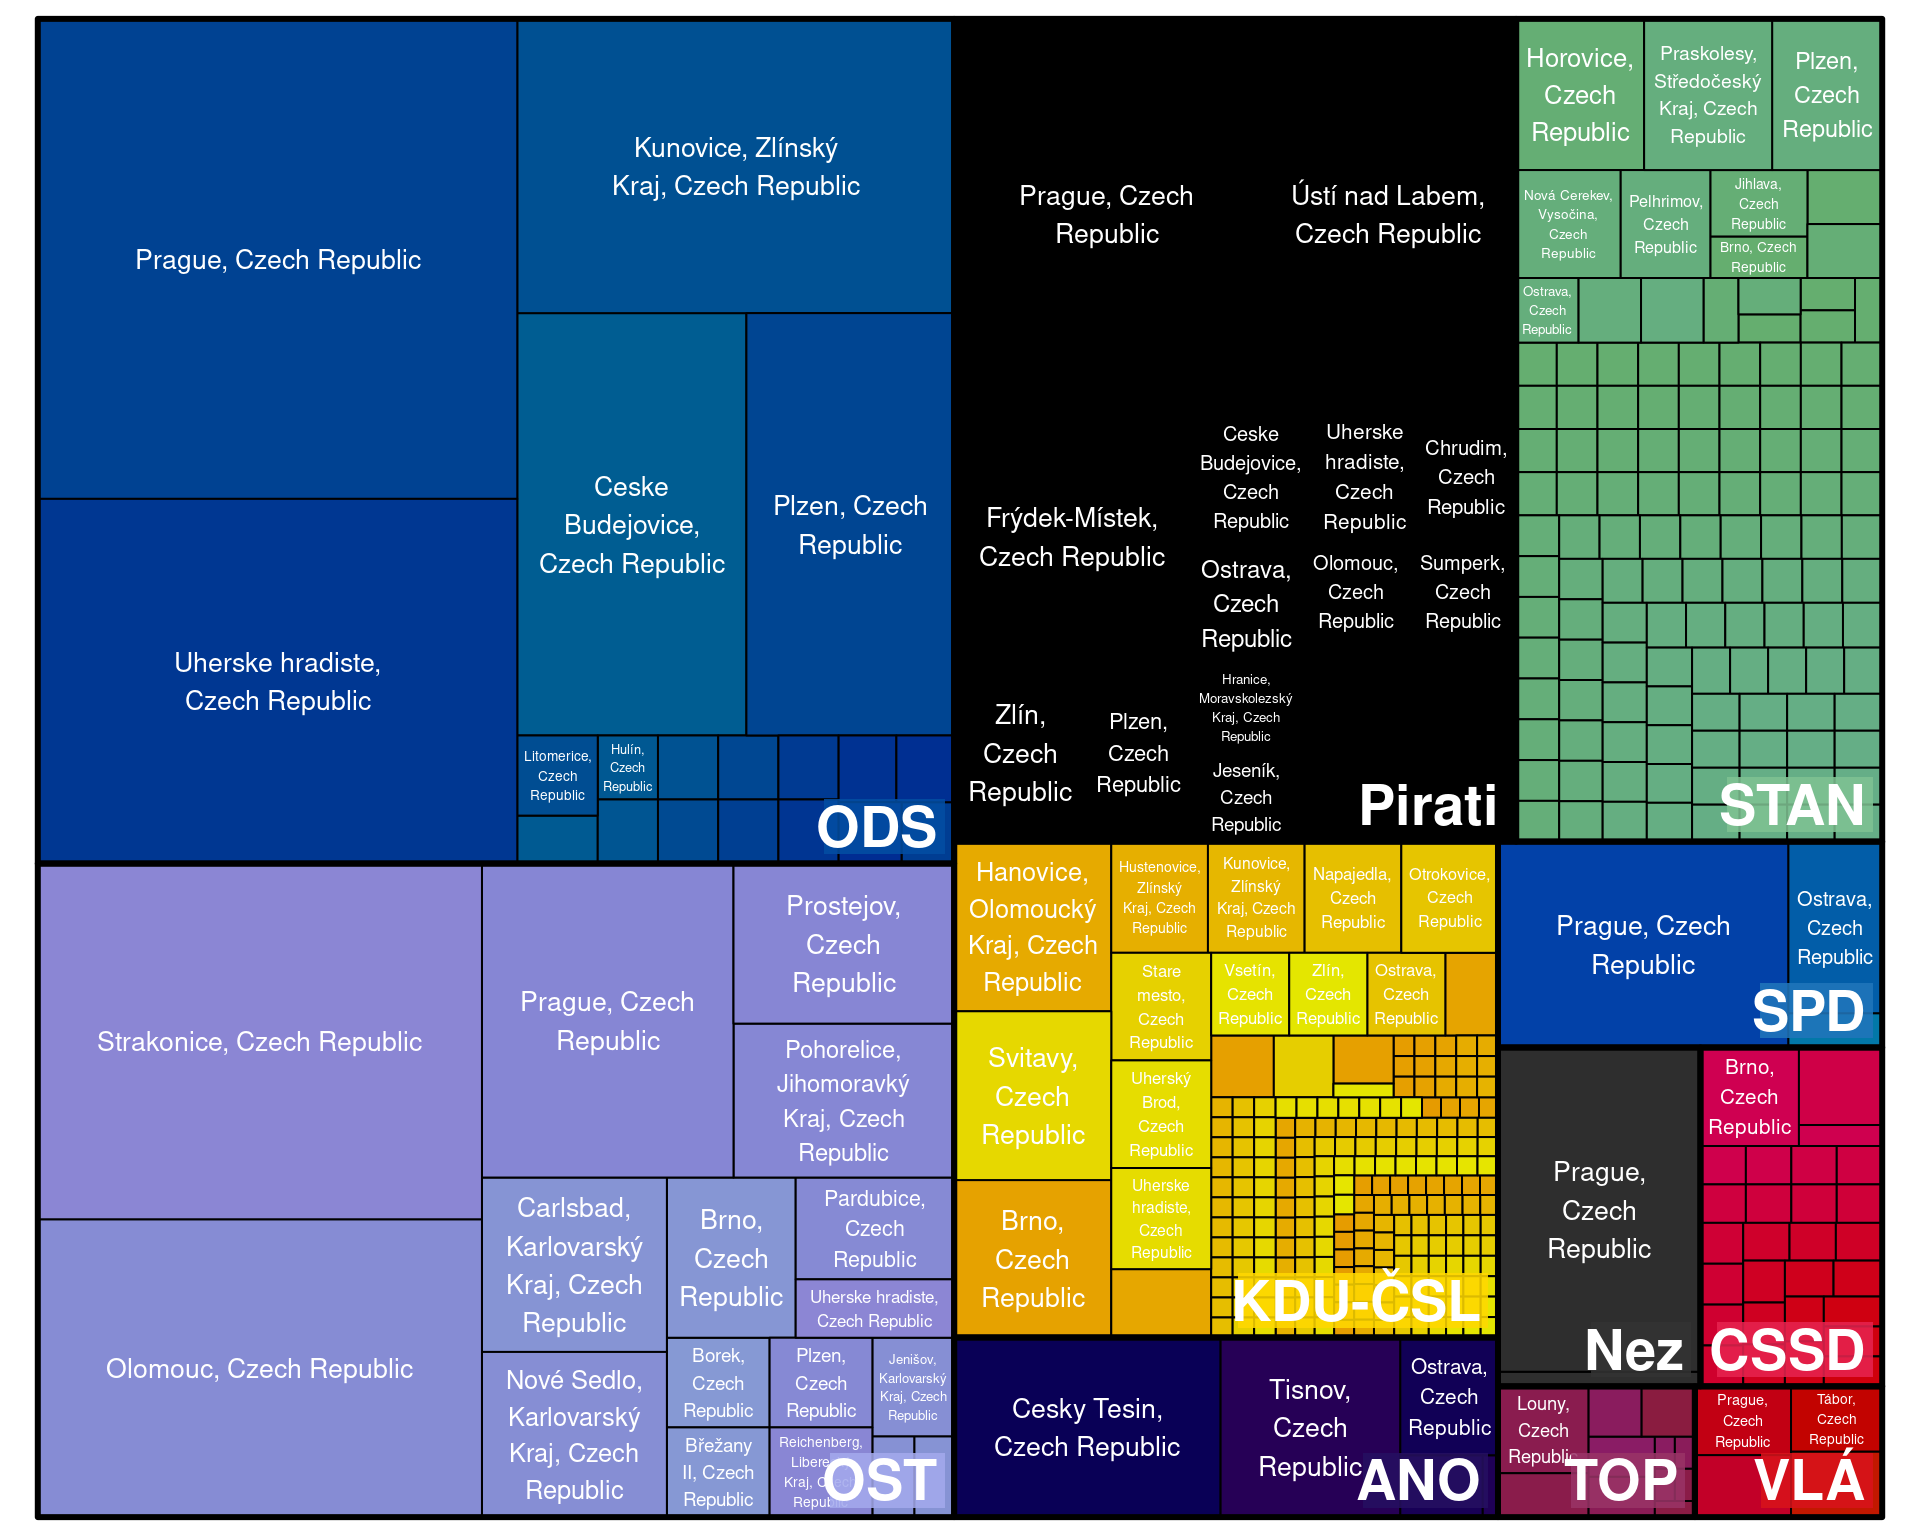 Prague, Czech Republic
Kunovice, Zlínský
Kraj, Czech Republic
Uherske hradiste,
Czech Republic
Ceske
Budejovice,
Czech Republic
Plzen, Czech
Republic
Litomerice,
Czech
Republic
Hulín,
Czech
Republic
ODS
Prague, Czech
Republic
Ústí nad Labem,
Czech Republic
Frýdek-Místek,
Czech Republic
Ceske
Budejovice,
Czech
Republic
Uherske
hradiste,
Czech
Republic
Chrudim,
Czech
Republic
Ostrava,
Czech
Republic
Olomouc,
Czech
Republic
Sumperk,
Czech
Republic
Zlín,
Czech
Republic
Plzen,
Czech
Republic
Hranice,
Moravskolezský
Kraj, Czech
Republic
Jeseník,
Czech
Republic
Pirati
Horovice,
Czech
Republic
Praskolesy,
Středočeský
Kraj, Czech
Republic
Plzen,
Czech
Republic
Nová Cerekev,
Vysočina,
Czech
Republic
Pelhrimov,
Czech
Republic
Jihlava,
Czech
Republic
Brno, Czech
Republic
Ostrava,
Czech
Republic
STAN
Strakonice, Czech Republic
Olomouc, Czech Republic
Prague, Czech
Republic
Prostejov,
Czech
Republic
Pohorelice,
Jihomoravký
Kraj, Czech
Republic
Carlsbad,
Karlovarský
Kraj, Czech
Republic
Nové Sedlo,
Karlovarský
Kraj, Czech
Republic
Brno,
Czech
Republic
Pardubice,
Czech
Republic
Uherske hradiste,
Czech Republic
Borek,
Czech
Republic
Plzen,
Czech
Republic
Jenišov,
Karlovarský
Kraj, Czech
Republic
Břežany
II, Czech
Republic
Reichenberg,
Kraj, Czech
Republic
OST
Hanovice,
Olomoucký
Kraj, Czech
Republic
Svitavy,
Czech
Republic
Brno,
Czech
Republic
Hustenovice,
Zlínský
Kraj, Czech
Republic
Kunovice,
Zlínský
Kraj, Czech
Republic
Napajedla,
Czech
Republic
Otrokovice,
Czech
Republic
Stare
mesto,
Czech
Republic
Vsetín,
Czech
Republic
Zlín,
Czech
Republic
Ostrava,
Czech
Republic
Uherský
Brod,
Czech
Republic
Uherske
hradiste,
Czech
Republic
KDU-ČSL
Cesky Tesin,
Czech Republic
Tisnov,
Czech
Republic
Ostrava,
Czech
Republic
ANO
Prague, Czech
Republic
Ostrava,
Czech
Republic
SPD
Prague,
Czech
Republic
Nez
Brno,
Czech
Republic
CSSD
Louny,
Czech
Republic
TOP
Prague,
Czech
Republic
Tábor,
Czech
Republic
VLÁ